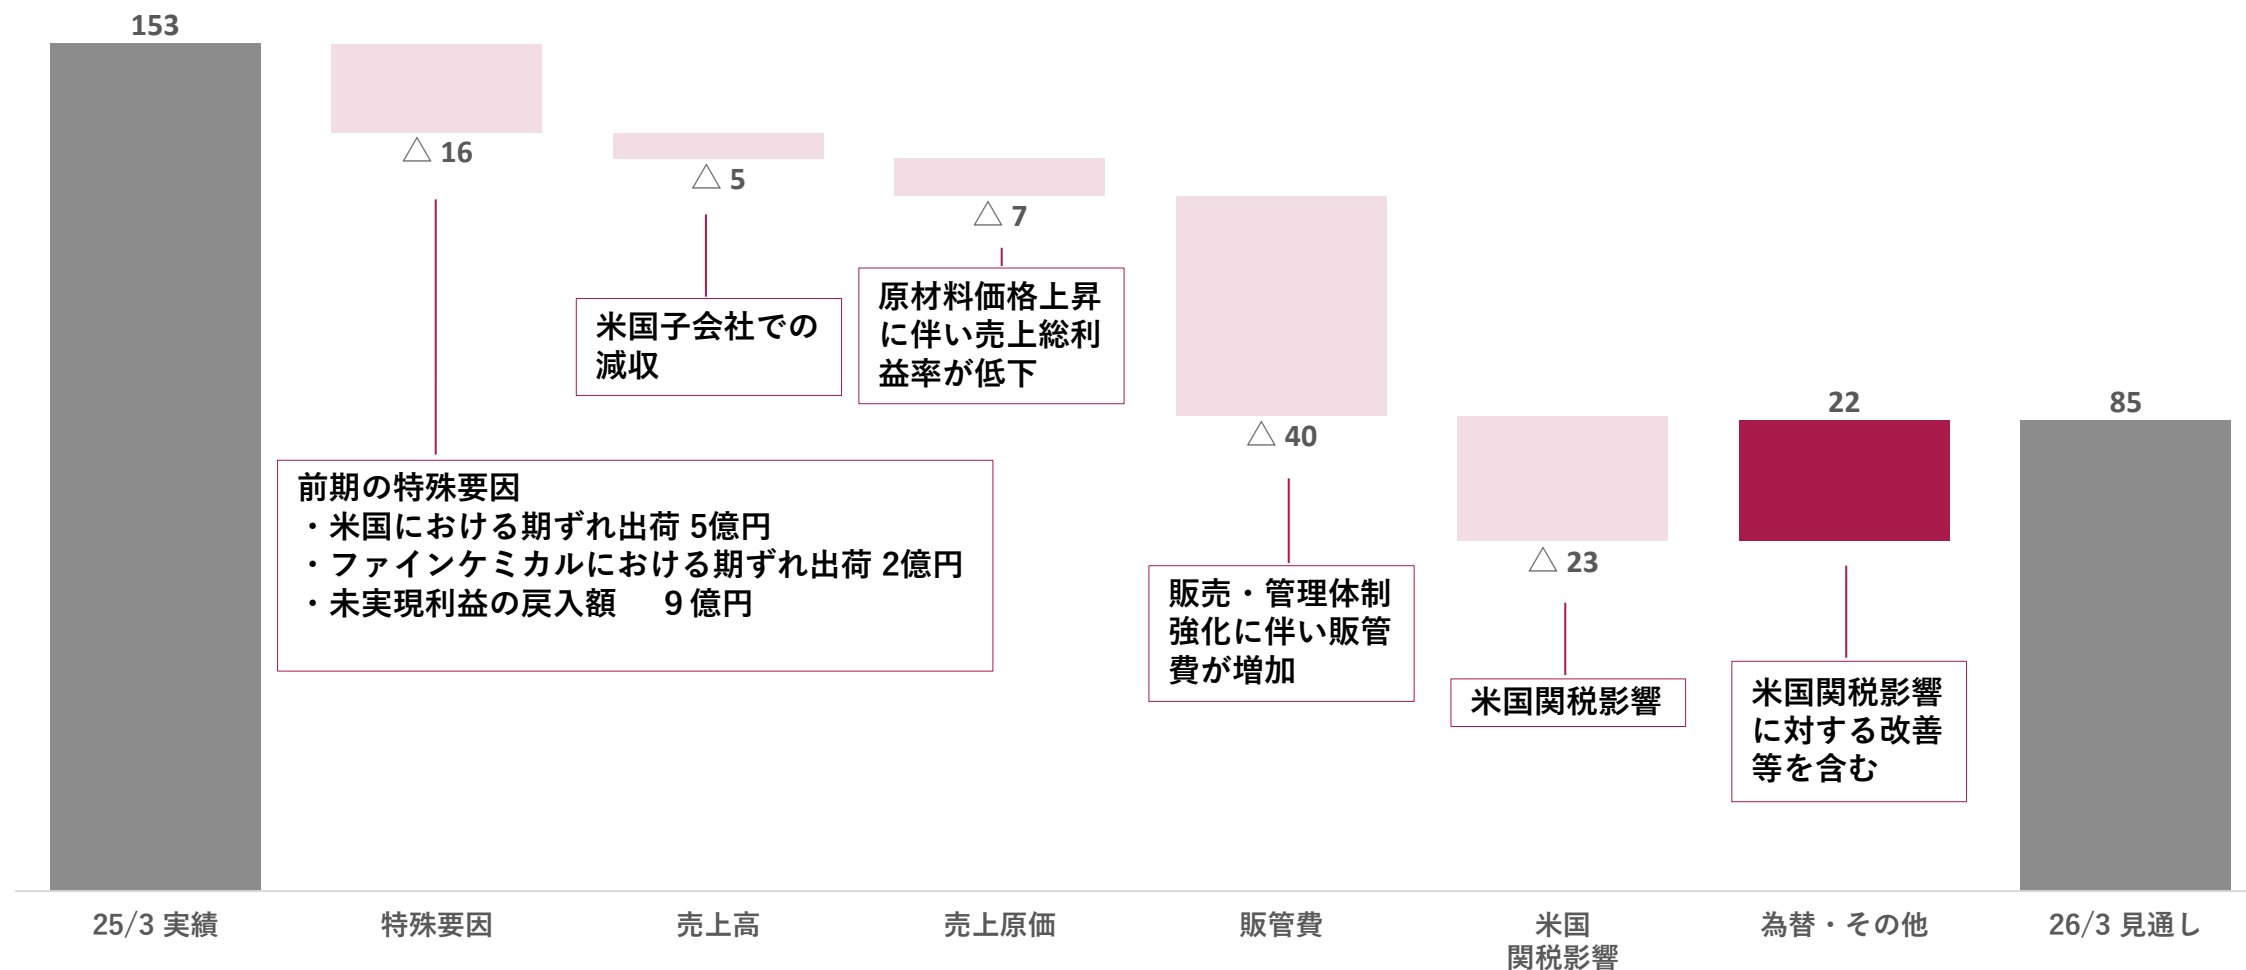 153
△ 16
△ 5
△ 7
△ 40
△ 23
22
85
前期の特殊要因
・米国における期ずれ出荷 5億円
・ファインケミカルにおける期ずれ出荷 2億円
・未実現利益の戻入額　９億円
米国子会社での
減収
原材料価格上昇
に伴い売上総利
益率が低下
販売・管理体制
強化に伴い販管
費が増加
米国関税影響
米国関税影響
に対する改善
等を含む
25/3 実績
特殊要因
売上高
売上原価
販管費
米国
関税影響
為替・その他
26/3 見通し